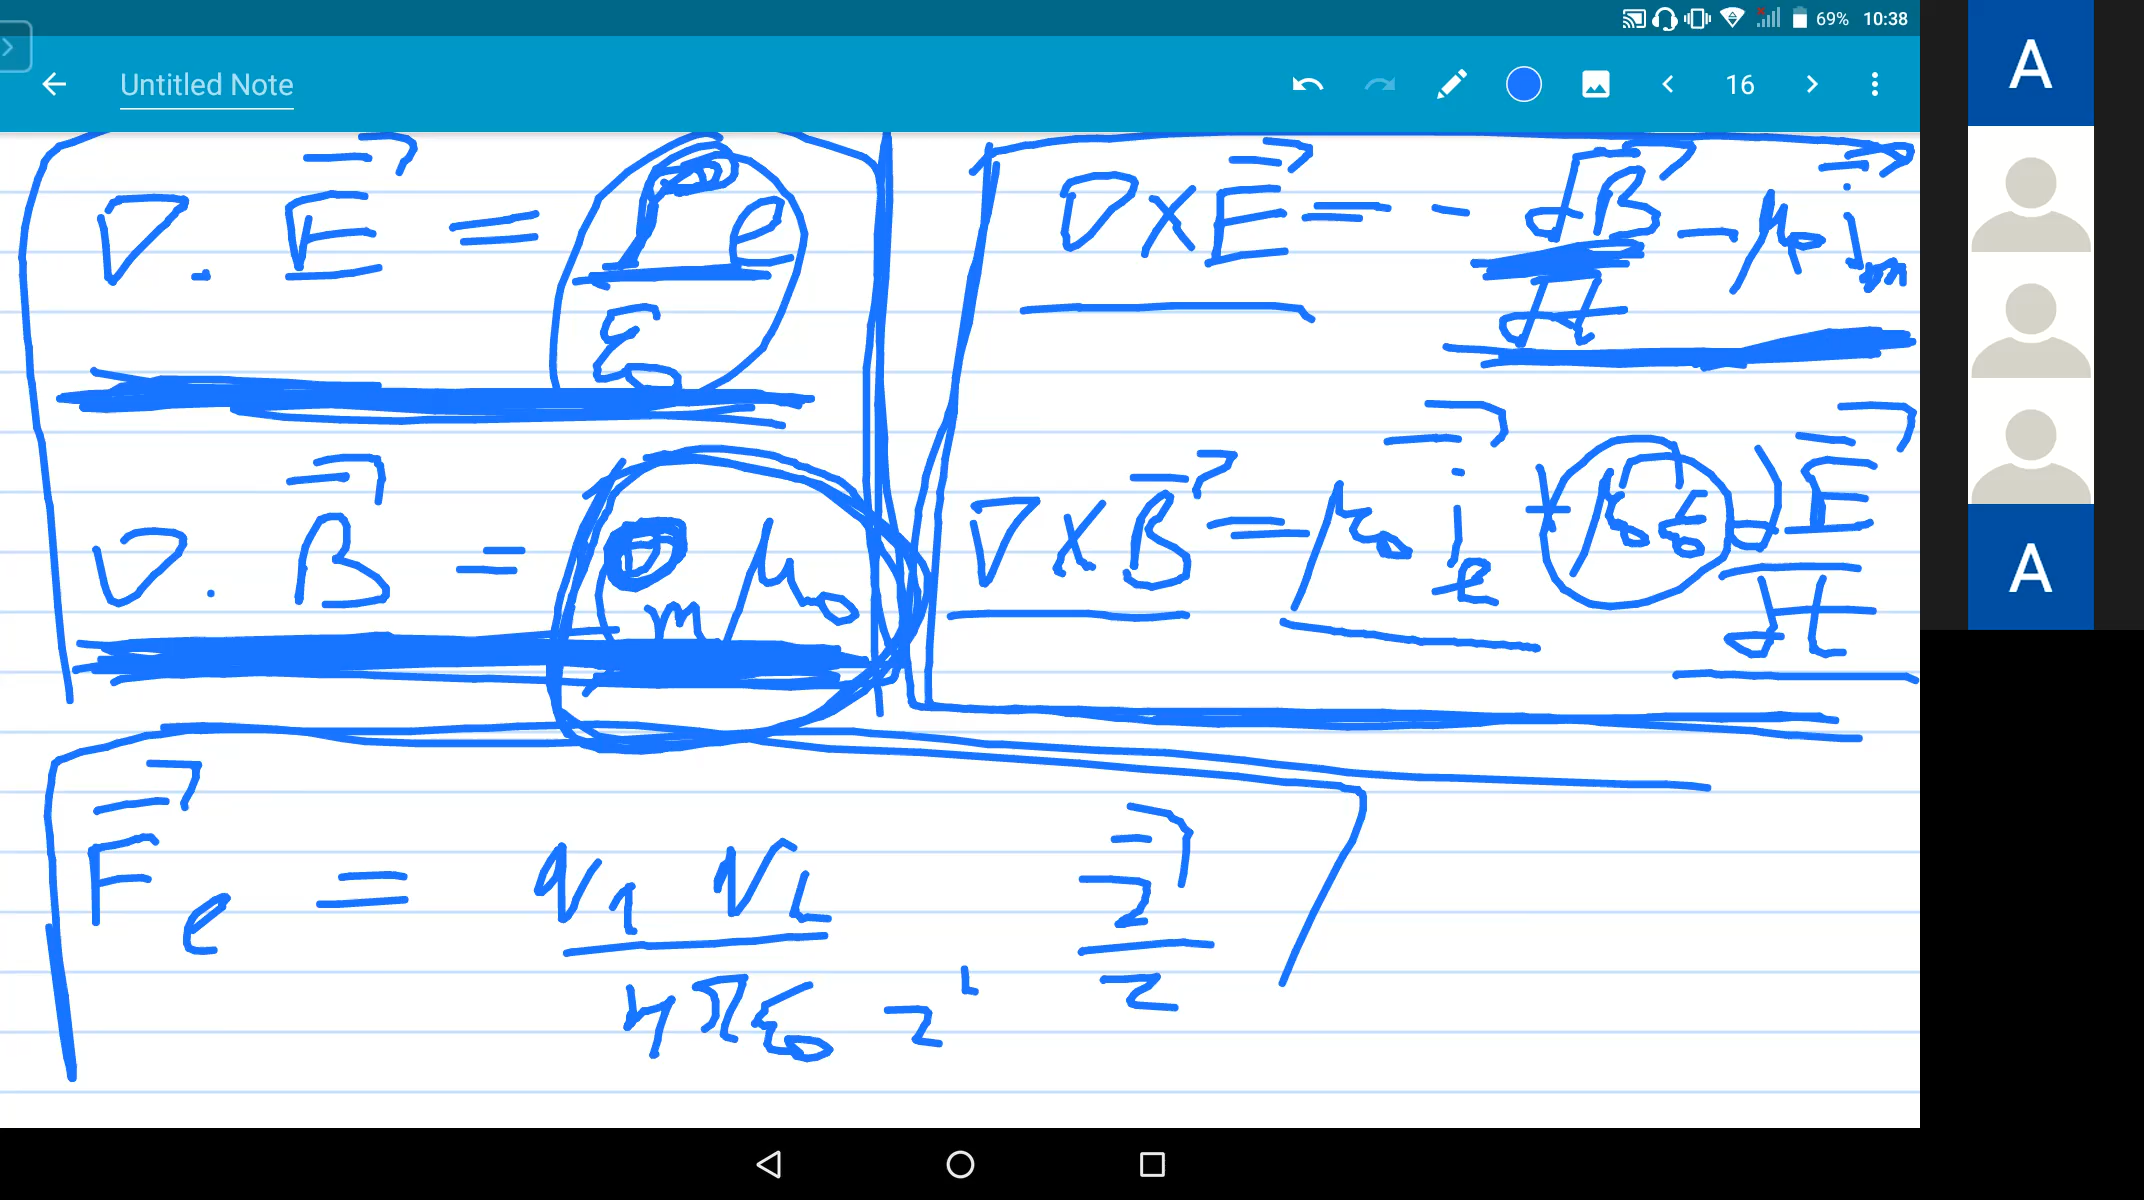 69% 10:38
Untitled Note 16
A
∇ . E⃗ = ρe / ε₀
∇ × E⃗ = - dB⃗/dt - μ₀ i⃗m
∇ . B⃗ = ρm μ₀
∇ × B⃗ = μ₀ i⃗e + μ₀ε₀ dE⃗/dt
A
F⃗e = q₁ q₂ / 4πε₀ r² r⃗/r